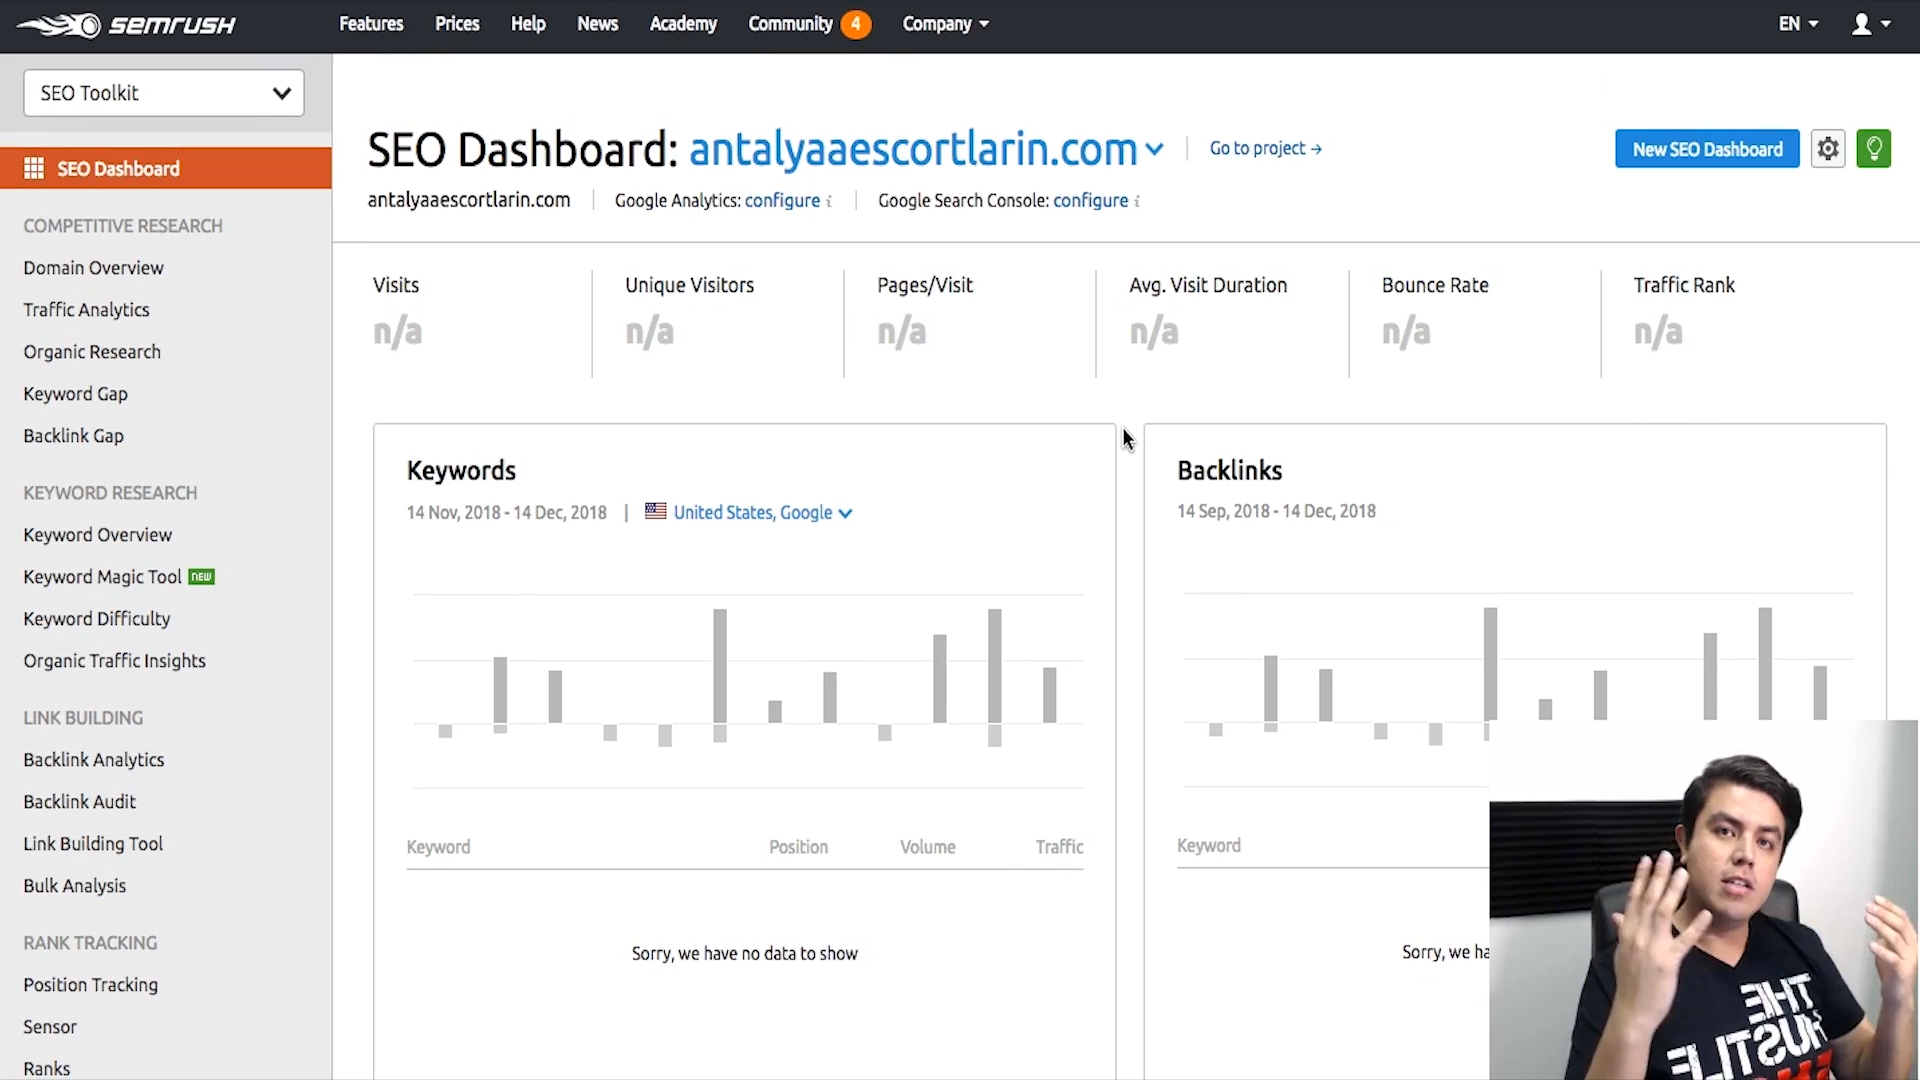 SEMRUSH
Features
Prices
Help
News
Academy
Community 4
Company
EN
SEO Toolkit
SEO Dashboard
COMPETITIVE RESEARCH
Domain Overview
Traffic Analytics
Organic Research
Keyword Gap
Backlink Gap
KEYWORD RESEARCH
Keyword Overview
Keyword Magic Tool NEW
Keyword Difficulty
Organic Traffic Insights
LINK BUILDING
Backlink Analytics
Backlink Audit
Link Building Tool
Bulk Analysis
RANK TRACKING
Position Tracking
Sensor
Ranks
SEO Dashboard: antalyaaescortlarin.com
Go to project →
New SEO Dashboard
antalyaaescortlarin.com
Google Analytics: configure i
Google Search Console: configure i
Visits
n/a
Unique Visitors
n/a
Pages/Visit
n/a
Avg. Visit Duration
n/a
Bounce Rate
n/a
Traffic Rank
n/a
Keywords
14 Nov, 2018 - 14 Dec, 2018 | United States, Google
Keyword Position Volume Traffic
Sorry, we have no data to show
Backlinks
14 Sep, 2018 - 14 Dec, 2018
Keyword
Sorry, we ha
THE
HUSTLE